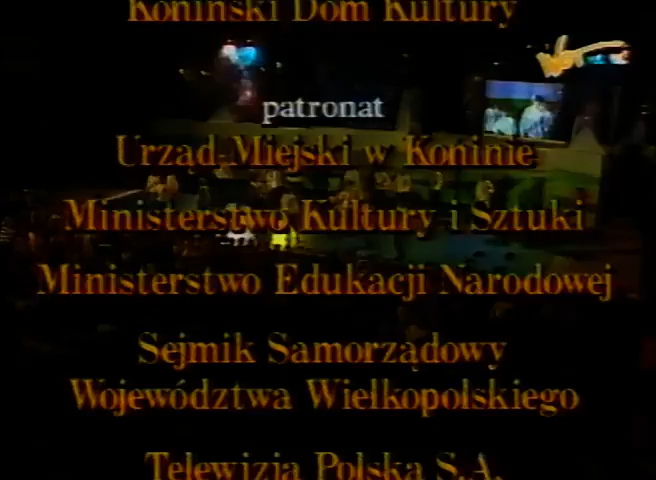 Koniński Dom Kultury
patronat
Urząd Miejski w Koninie
Ministerstwo Kultury i Sztuki
Ministerstwo Edukacji Narodowej
Sejmik Samorządowy
Województwa Wielkopolskiego
Telewizja Polska S.A.